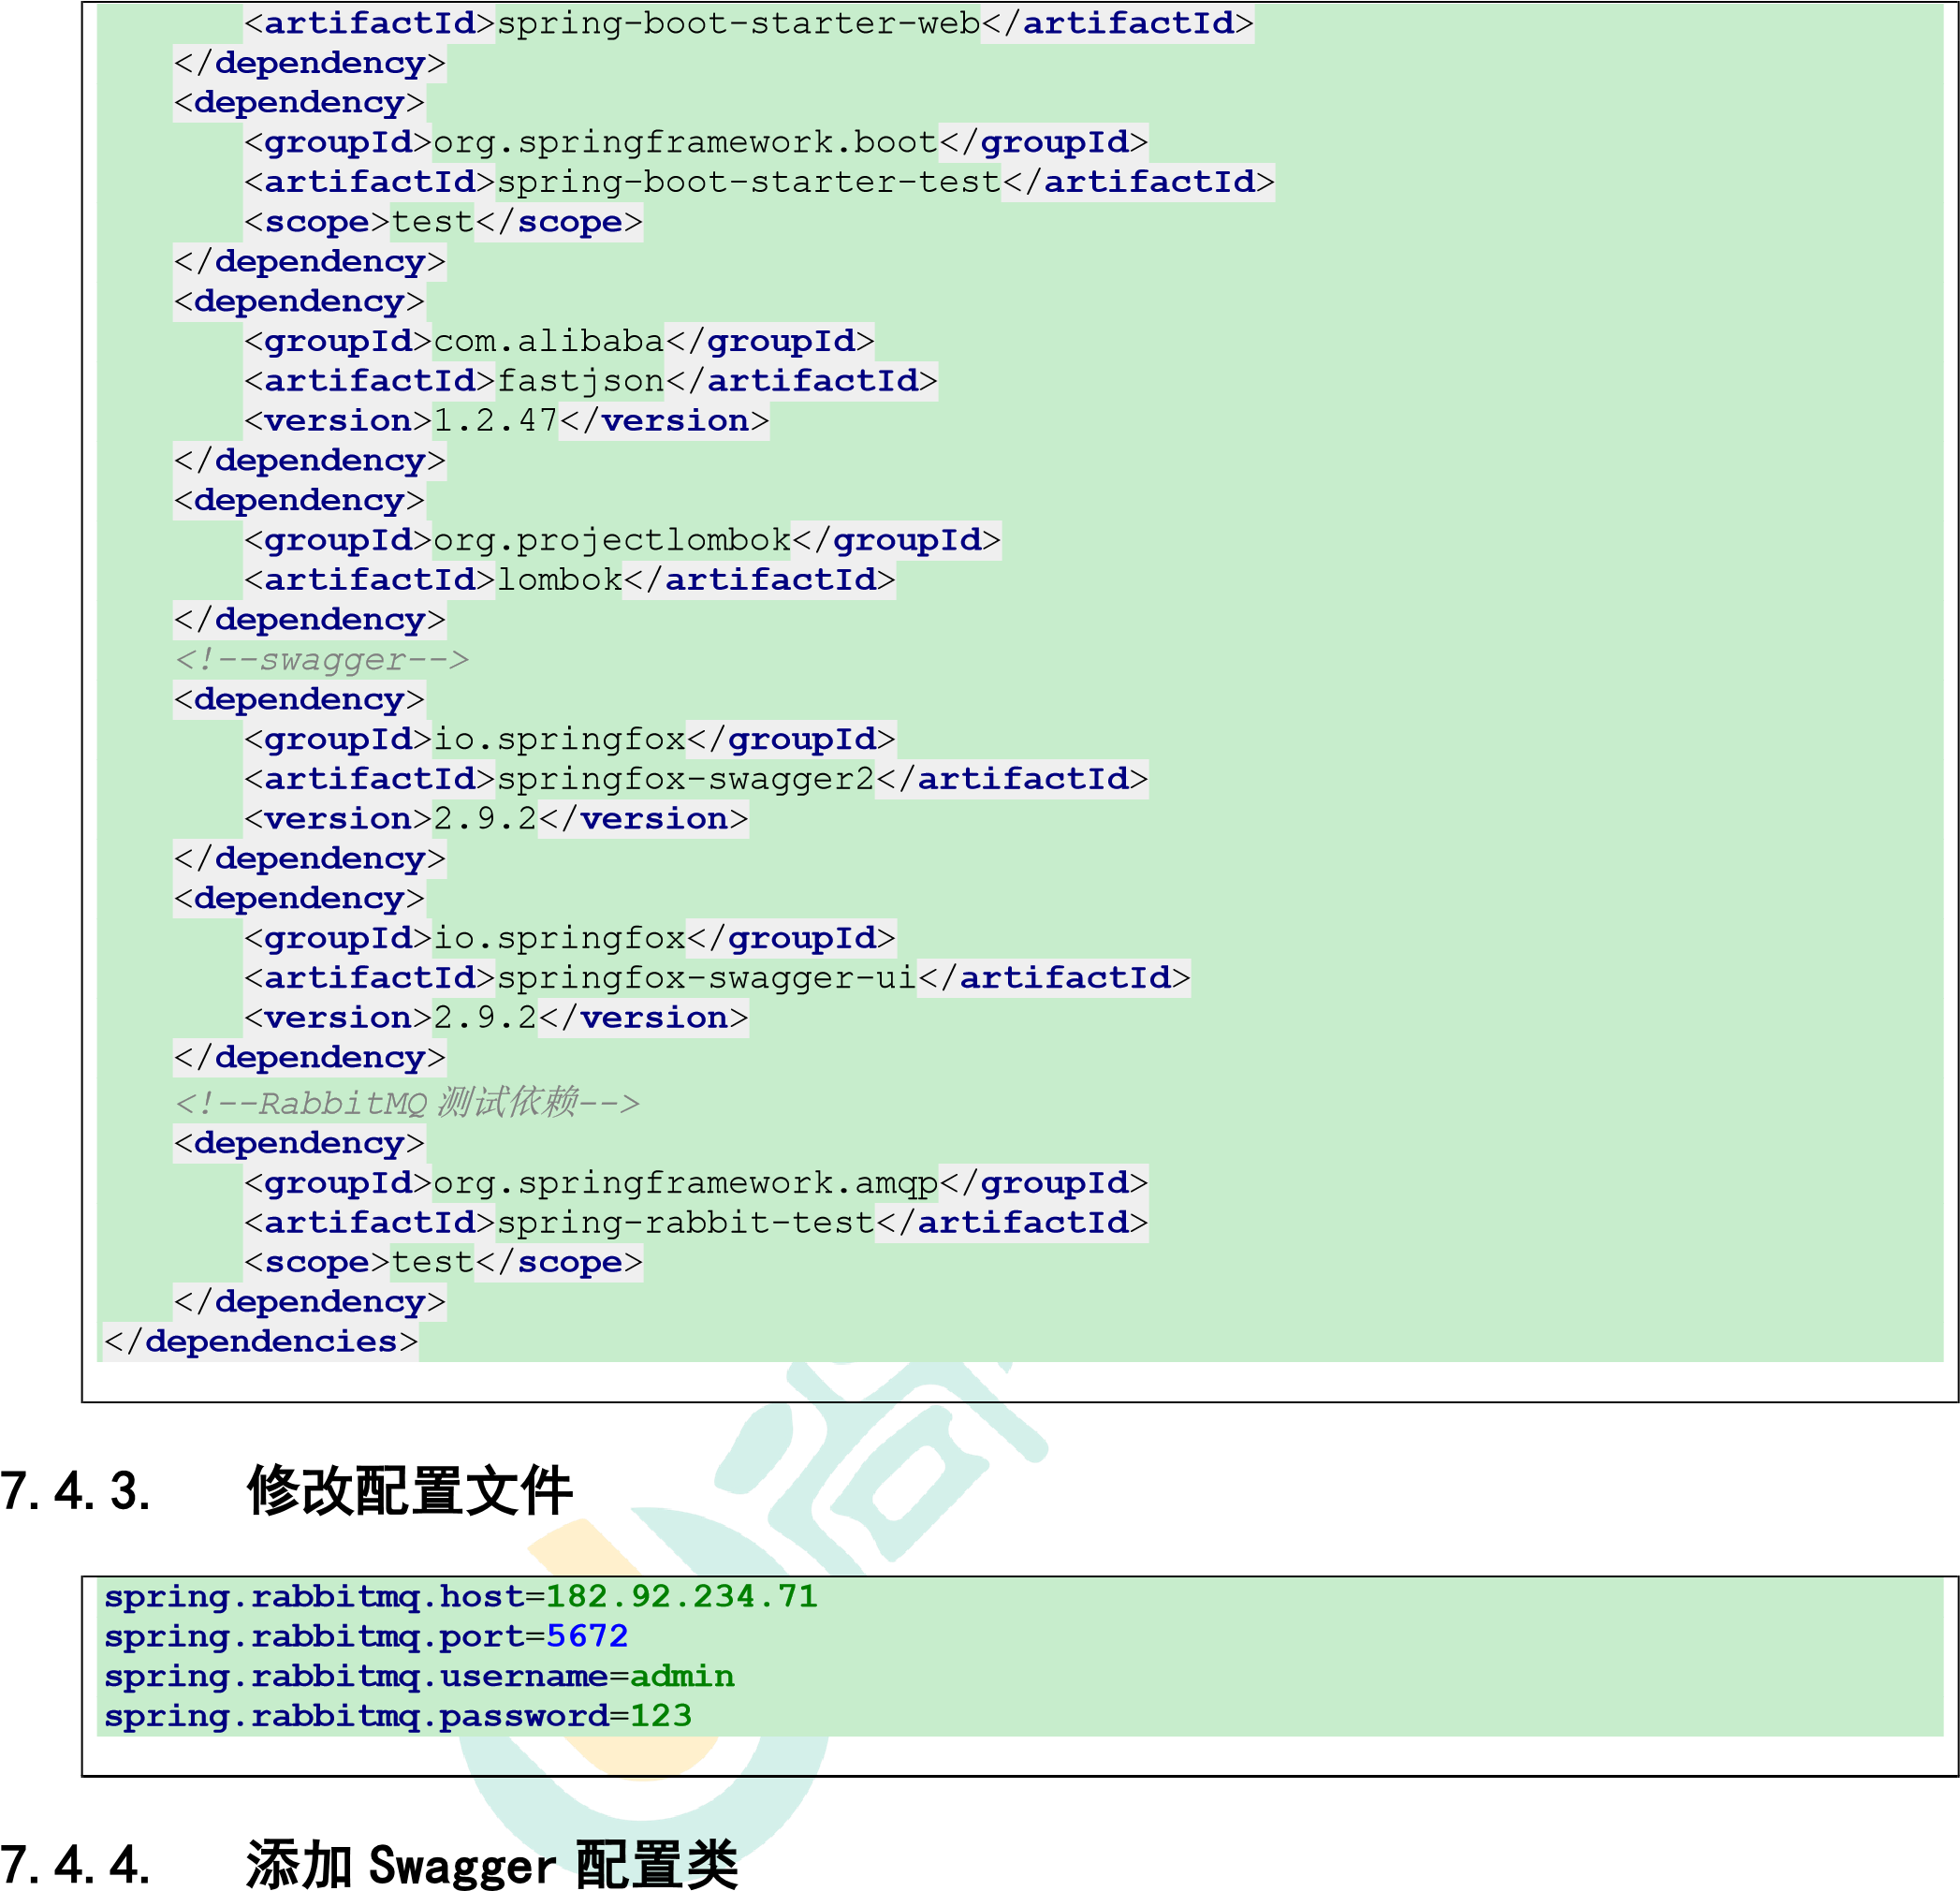 <artifactId>spring-boot-starter-web</artifactId>
    </dependency>
    <dependency>
        <groupId>org.springframework.boot</groupId>
        <artifactId>spring-boot-starter-test</artifactId>
        <scope>test</scope>
    </dependency>
    <dependency>
        <groupId>com.alibaba</groupId>
        <artifactId>fastjson</artifactId>
        <version>1.2.47</version>
    </dependency>
    <dependency>
        <groupId>org.projectlombok</groupId>
        <artifactId>lombok</artifactId>
    </dependency>
    <!--swagger-->
    <dependency>
        <groupId>io.springfox</groupId>
        <artifactId>springfox-swagger2</artifactId>
        <version>2.9.2</version>
    </dependency>
    <dependency>
        <groupId>io.springfox</groupId>
        <artifactId>springfox-swagger-ui</artifactId>
        <version>2.9.2</version>
    </dependency>
    <!--RabbitMQ 测试依赖-->
    <dependency>
        <groupId>org.springframework.amqp</groupId>
        <artifactId>spring-rabbit-test</artifactId>
        <scope>test</scope>
    </dependency>
</dependencies>
7.4.3. 修改配置文件
spring.rabbitmq.host=182.92.234.71
spring.rabbitmq.port=5672
spring.rabbitmq.username=admin
spring.rabbitmq.password=123
7.4.4. 添加 Swagger 配置类